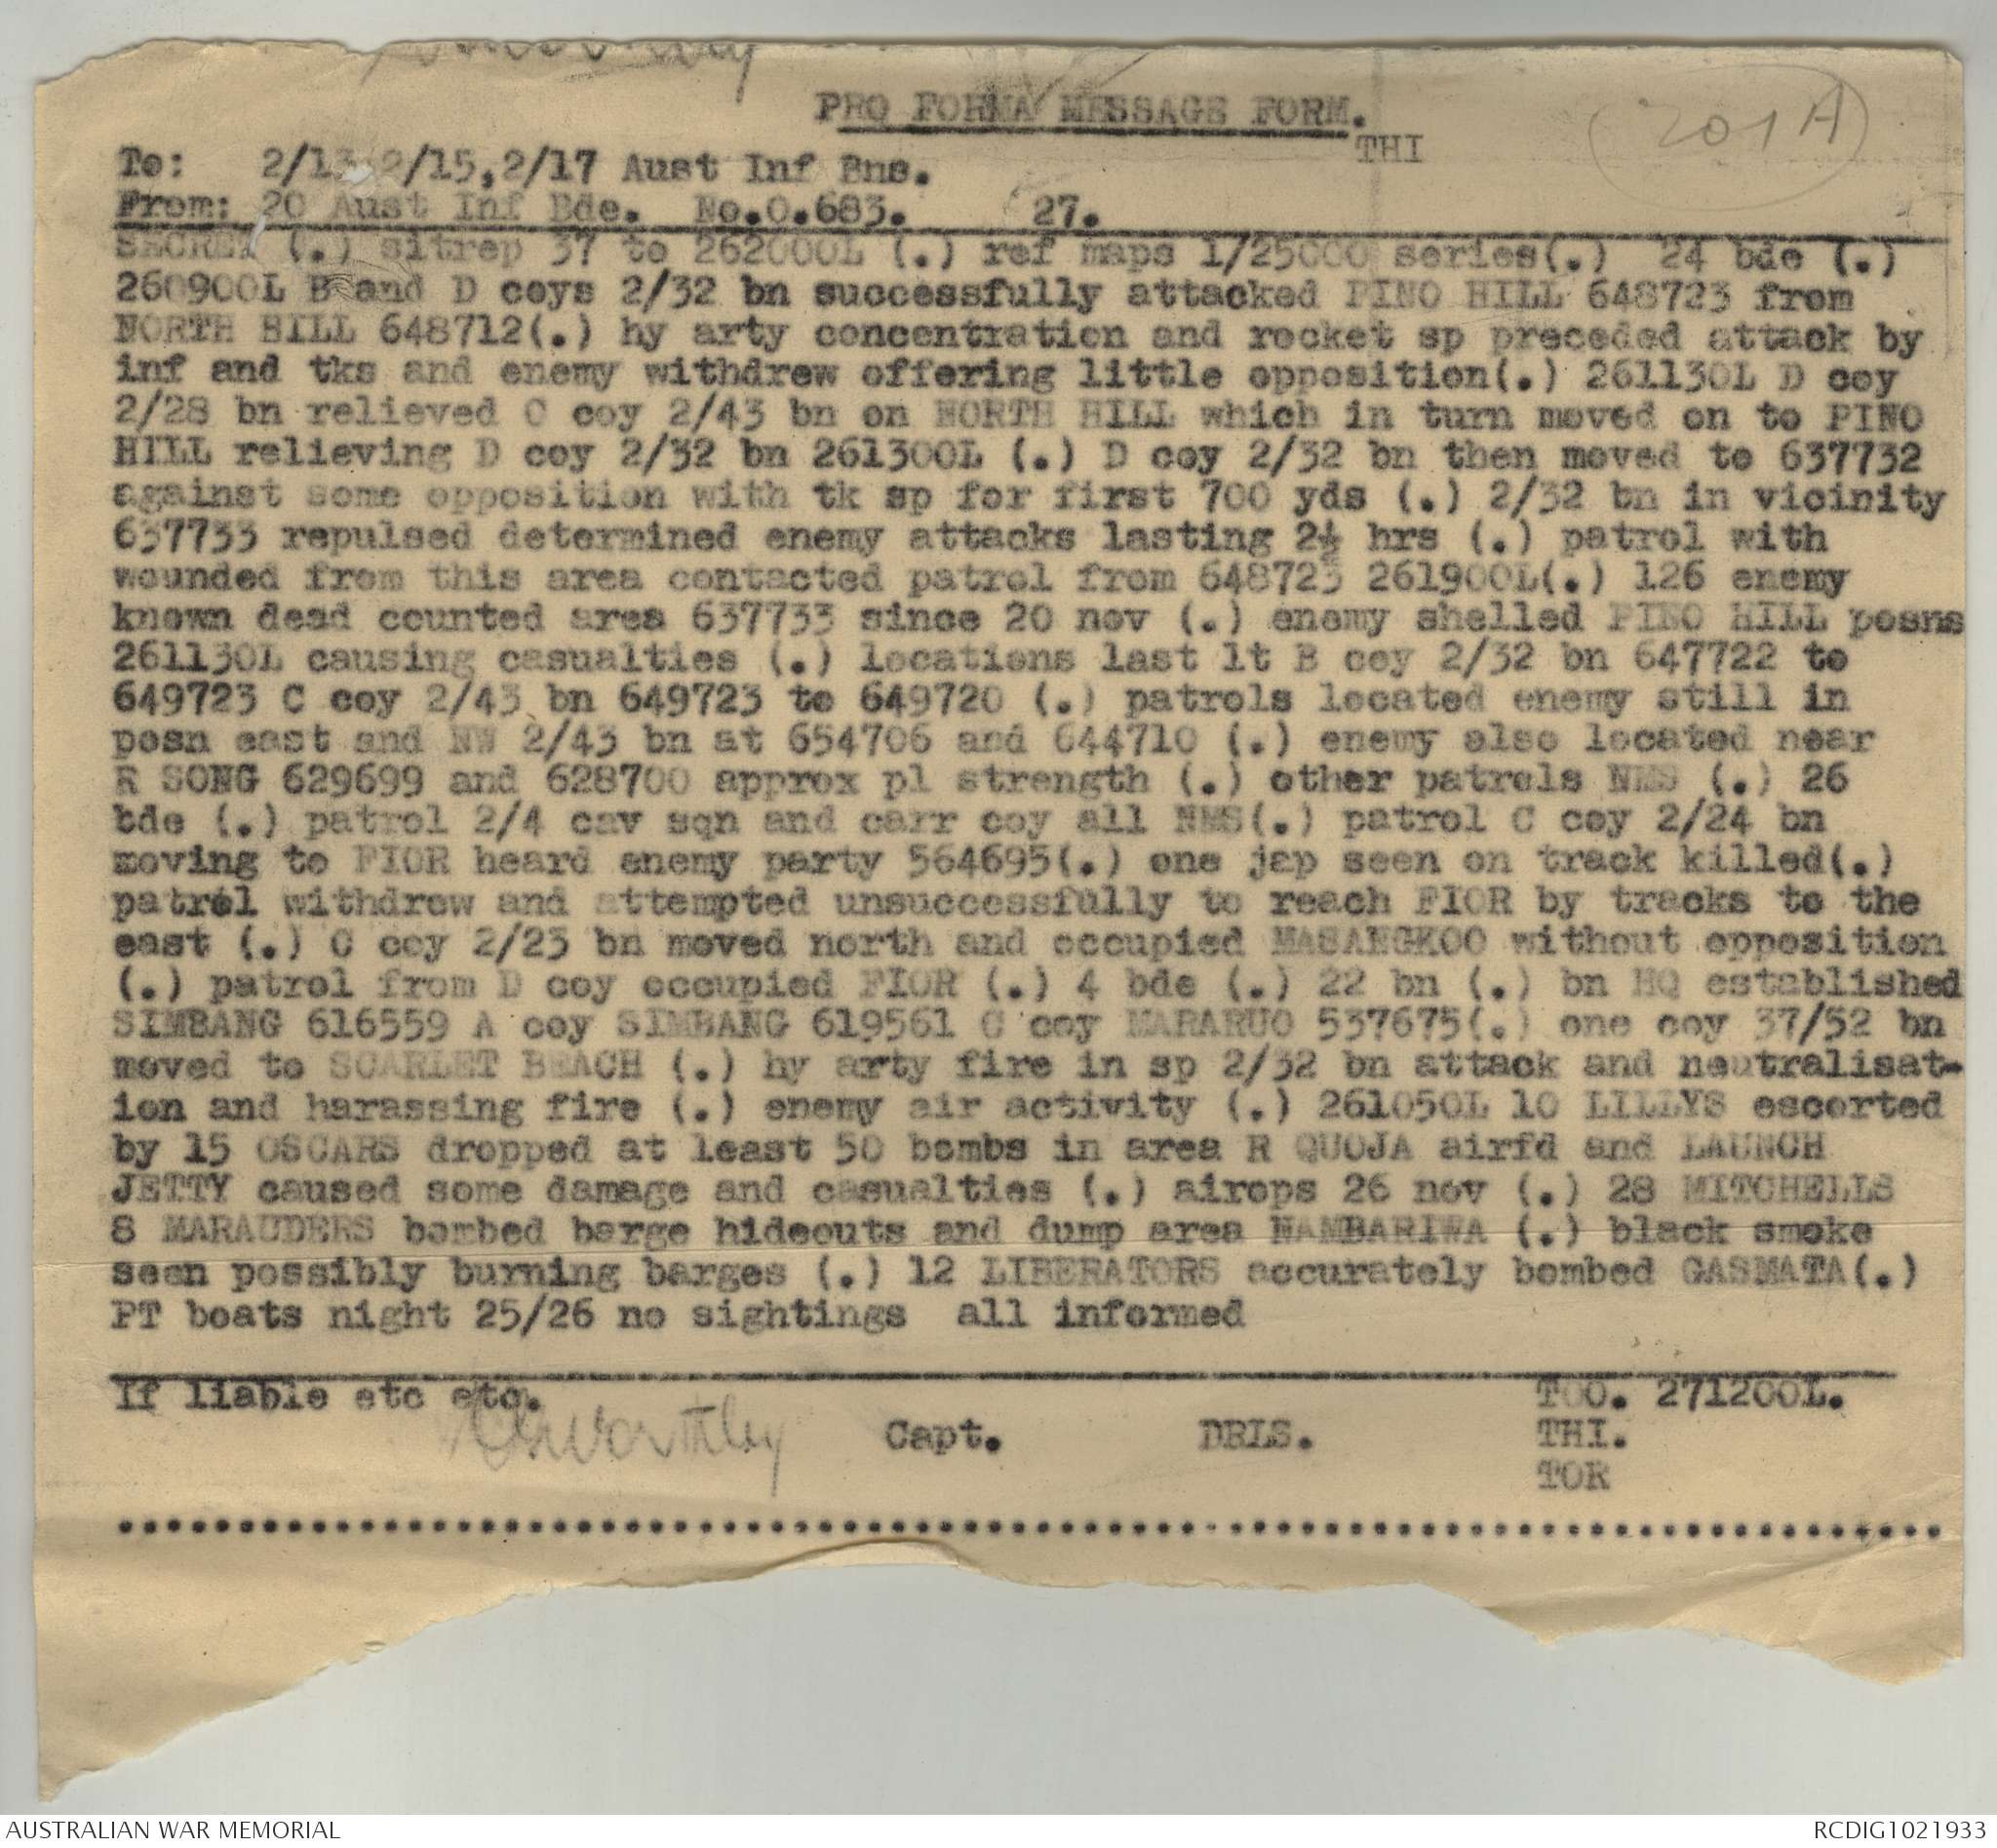 PRO FORMA MESSAGE FORM.
THI
201A
To: 2/13,2/15,2/17 Aust Inf Bns.
From: 20 Aust Inf Bde. No.O.683. 27.
SECRET (.) sitrep 37 to 262000L (.) ref maps 1/25000 series(.) 24 bde (.)
260900L B and D coys 2/32 bn successfully attacked PINO HILL 648723 from
NORTH HILL 648712(.) hy arty concentration and rocket sp preceded attack by
inf and tks and enemy withdrew offering little opposition(.) 261130L D coy
2/28 bn relieved C coy 2/43 bn on NORTH HILL which in turn moved on to PINO
HILL relieving D coy 2/32 bn 261300L (.) D coy 2/32 bn then moved to 637732
against some opposition with tk sp for first 700 yds (.) 2/32 bn in vicinity
637733 repulsed determined enemy attacks lasting 2½ hrs (.) patrol with
wounded from this area contacted patrol from 648723 261900L(.) 126 enemy
known dead counted area 637733 since 20 nov (.) enemy shelled PINO HILL posns
261130L causing casualties (.) locations last lt B coy 2/32 bn 647722 to
649723 C coy 2/43 bn 649723 to 649720 (.) patrols located enemy still in
posn east and NW 2/43 bn at 654706 and 644710 (.) enemy also located near
R SONG 629699 and 628700 approx pl strength (.) other patrols NMS (.) 26
bde (.) patrol 2/4 cav sqn and carr coy all NMS(.) patrol C coy 2/24 bn
moving to FIOR heard enemy party 564695(.) one jap seen on track killed(.)
patrol withdrew and attempted unsuccessfully to reach FIOR by tracks to the
east (.) C coy 2/23 bn moved north and occupied MASANGKOO without opposition
(.) patrol from D coy occupied FIOR (.) 4 bde (.) 22 bn (.) bn HQ established
SIMBANG 616559 A coy SIMBANG 619561 C coy MARARUO 537675(.) one coy 37/52 bn
moved to SCARLET BEACH (.) hy arty fire in sp 2/32 bn attack and neutralisat-
ion and harassing fire (.) enemy air activity (.) 261050L 10 LILLYS escorted
by 15 OSCARS dropped at least 50 bombs in area R QUOJA airfd and LAUNCH
JETTY caused some damage and casualties (.) airops 26 nov (.) 28 MITCHELLS
8 MARAUDERS bombed barge hideouts and dump area NAMBARIWA (.) black smoke
seen possibly burning barges (.) 12 LIBERATORS accurately bombed GASMATA(.)
PT boats night 25/26 no sightings all informed
If liable etc etc. TOO. 271200L.
Capt. DRLS. THI.
TOR
AUSTRALIAN WAR MEMORIAL RCDIG1021933